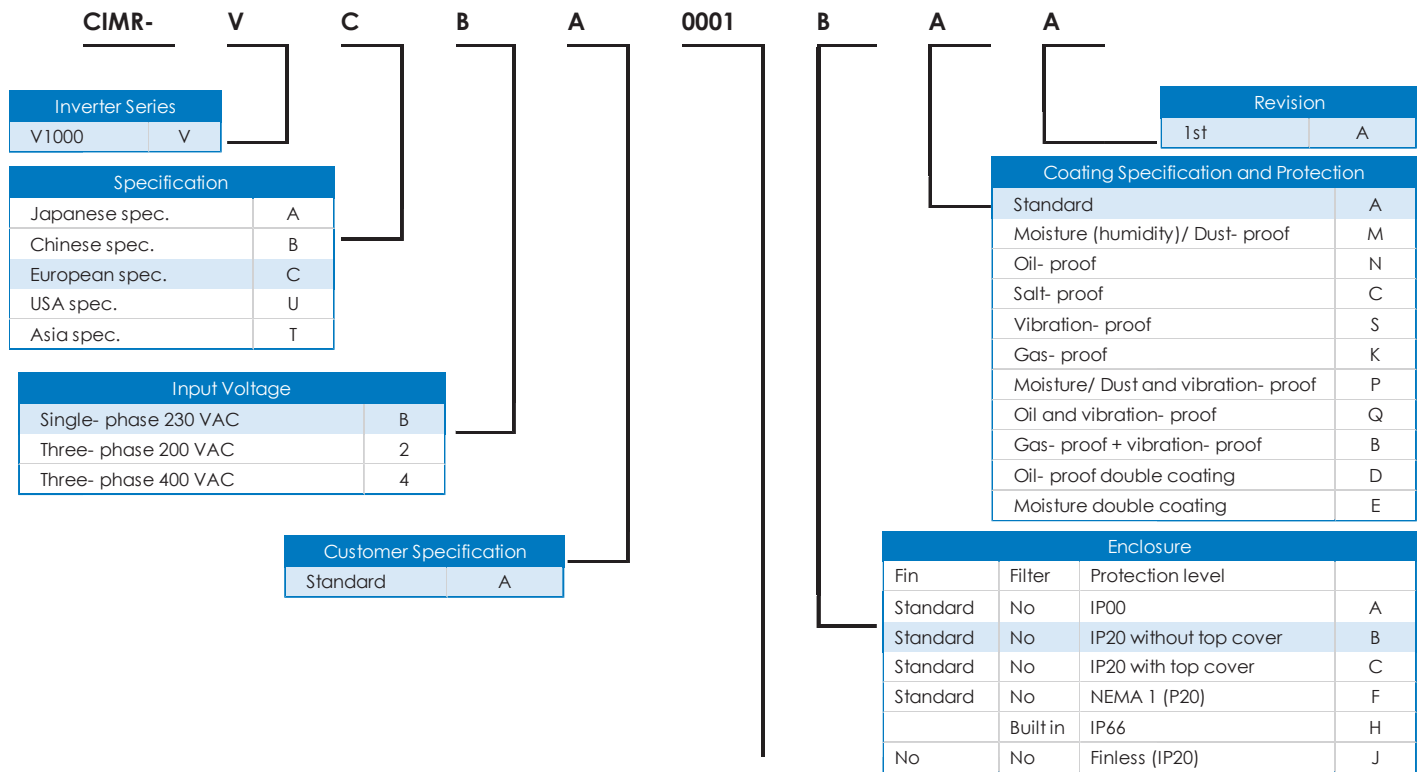 CIMR- V C B A 0001 B A A
Inverter Series
V1000 V
Specification
Japanese spec. A
Chinese spec. B
European spec. C
USA spec. U
Asia spec. T
Input Voltage
Single- phase 230 VAC B
Three- phase 200 VAC 2
Three- phase 400 VAC 4
Customer Specification
Standard A
Revision
1st A
Coating Specification and Protection
Standard A
Moisture (humidity)/ Dust- proof M
Oil- proof N
Salt- proof C
Vibration- proof S
Gas- proof K
Moisture/ Dust and vibration- proof P
Oil and vibration- proof Q
Gas- proof + vibration- proof B
Oil- proof double coating D
Moisture double coating E
Enclosure
Fin Filter Protection level
Standard No IP00 A
Standard No IP20 without top cover B
Standard No IP20 with top cover C
Standard No NEMA 1 (P20) F
Built in IP66 H
No No Finless (IP20) J